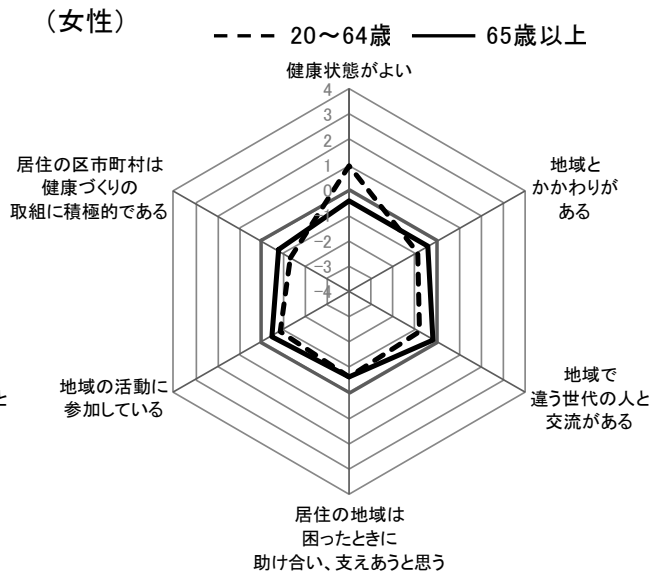 （女性）
20～64歳
65歳以上
健康状態がよい
4
3
2
1
0
-1
-2
-3
-4
地域と
かかわりが
ある
地域で
違う世代の人と
交流がある
居住の地域は
困ったときに
助け合い、支えあうと思う
地域の活動に
参加している
居住の区市町村は
健康づくりの
取組に積極的である
と